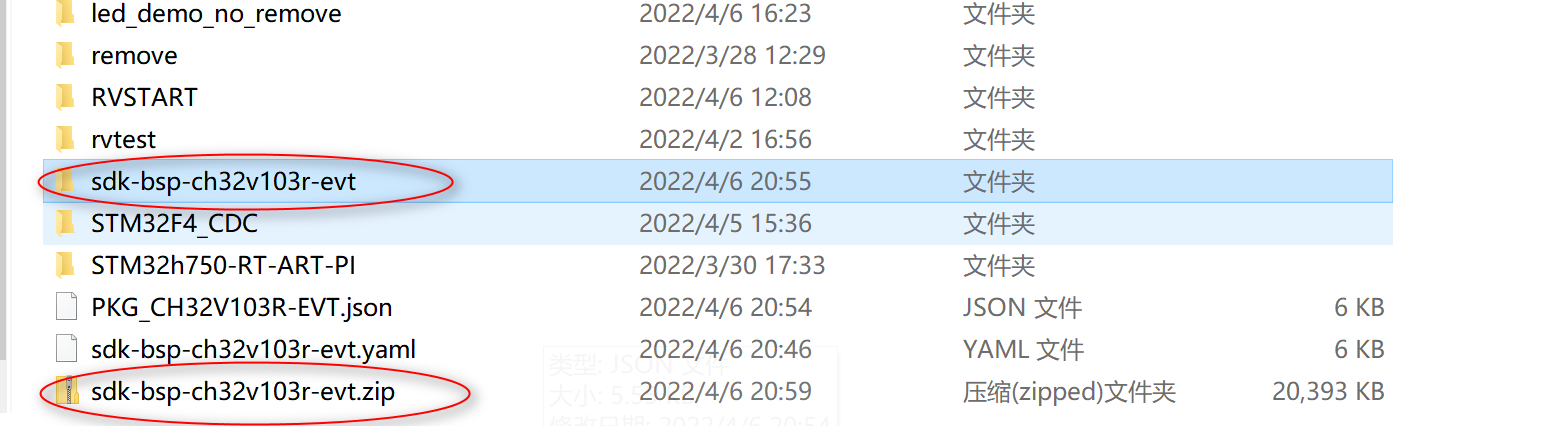 led_demo_no_remove 2022/4/6 16:23 文件夹
remove 2022/3/28 12:29 文件夹
RVSTART 2022/4/6 12:08 文件夹
rvtest 2022/4/2 16:56 文件夹
sdk-bsp-ch32v103r-evt 2022/4/6 20:55 文件夹
STM32F4_CDC 2022/4/5 15:36 文件夹
STM32h750-RT-ART-PI 2022/3/30 17:33 文件夹
PKG_CH32V103R-EVT.json 2022/4/6 20:54 JSON 文件 6 KB
sdk-bsp-ch32v103r-evt.yaml 2022/4/6 20:46 YAML 文件 6 KB
类型: JSON 文件
sdk-bsp-ch32v103r-evt.zip 2022/4/6 20:59 压缩(zipped)文件夹 20,393 KB
大小: 5.5
修改日期: 2022/4/6 20:54